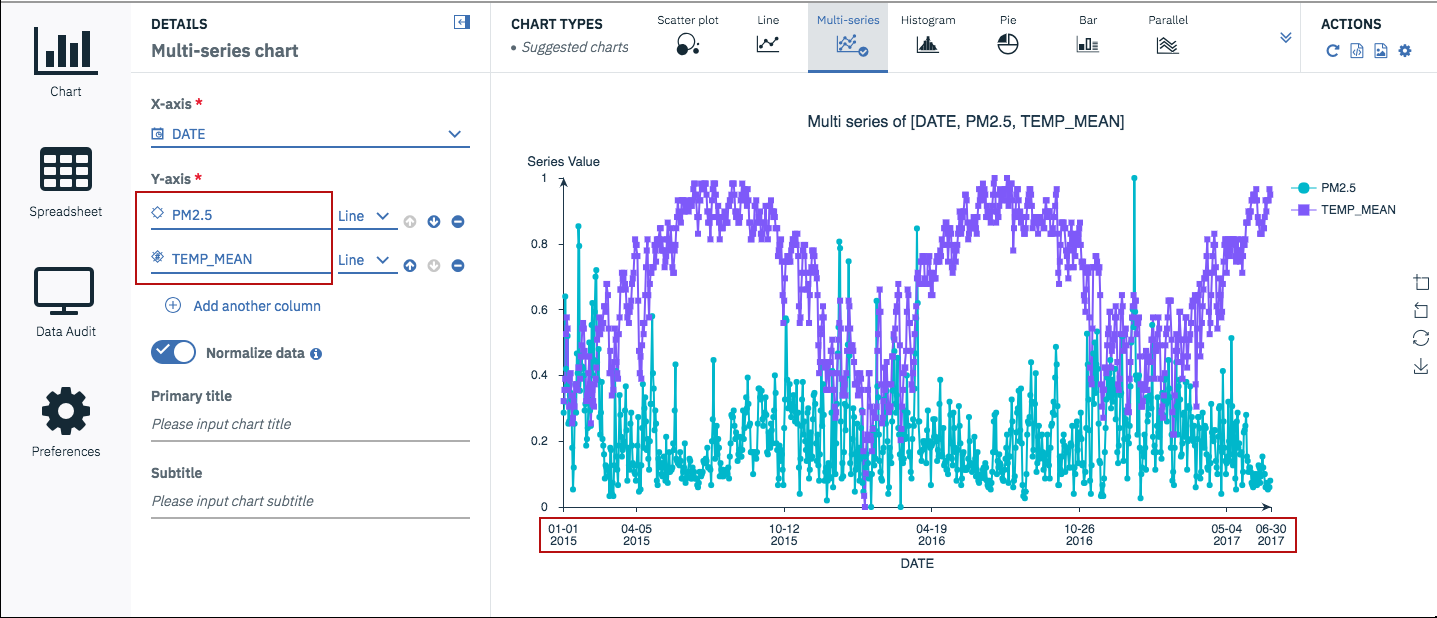 Chart
Spreadsheet
Data Audit
Preferences
DETAILS
Multi-series chart
X-axis *
DATE
Y-axis *
PM2.5
Line
TEMP_MEAN
Line
Add another column
Normalize data
Primary title
Please input chart title
Subtitle
Please input chart subtitle
CHART TYPES
• Suggested charts
Scatter plot
Line
Multi-series
Histogram
Pie
Bar
Parallel
ACTIONS
Multi series of [DATE, PM2.5, TEMP_MEAN]
Series Value
1
0.8
0.6
0.4
0.2
0
PM2.5
TEMP_MEAN
01-01 04-05 10-12 04-19 10-26 05-04 06-30
2015 2015 2015 2016 2016 2017 2017
DATE